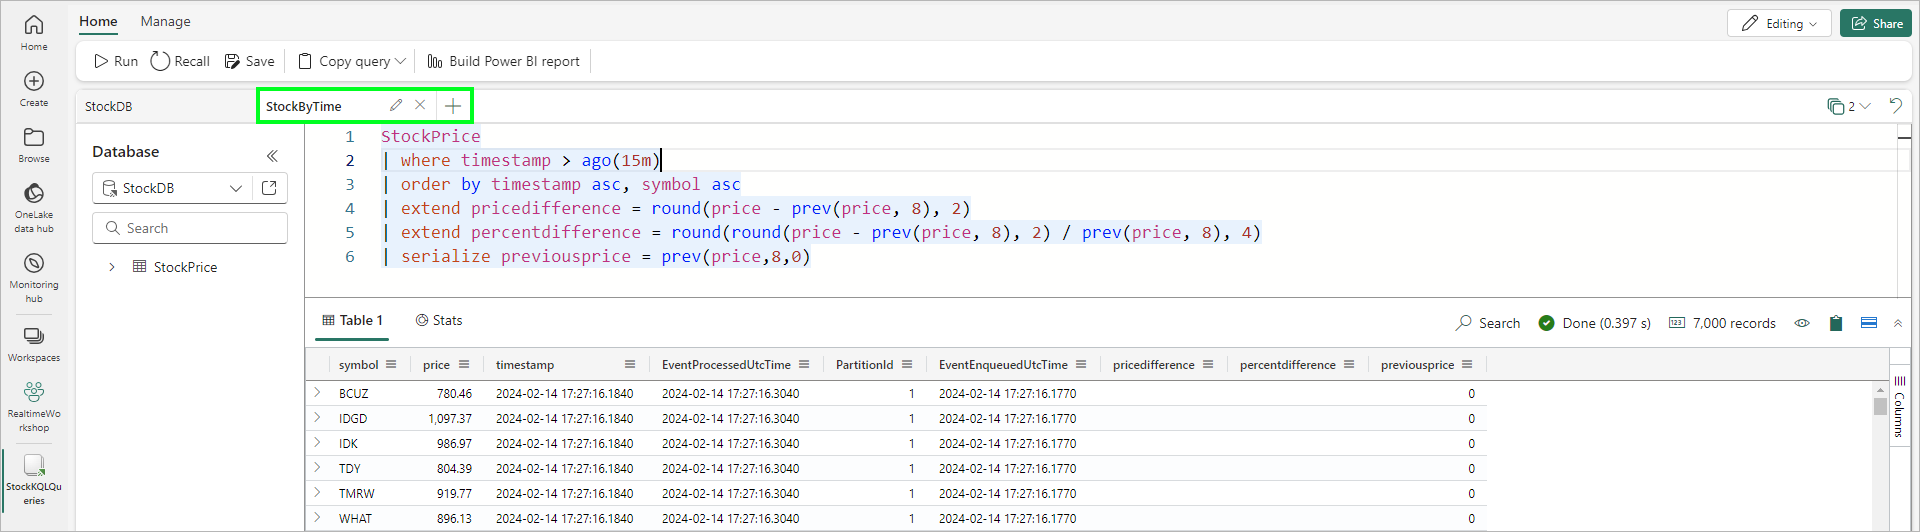 Home
Create
Browse
OneLake
data hub
Monitoring
hub
Workspaces
RealtimeWo
rkshop
StockKQLQu
eries
Home Manage
Editing
Share
Run Recall Save Copy query Build Power BI report
StockDB
StockByTime
2
Database
StockDB
Search
StockPrice
1 StockPrice
2 | where timestamp > ago(15m)
3 | order by timestamp asc, symbol asc
4 | extend pricedifference = round(price - prev(price, 8), 2)
5 | extend percentdifference = round(round(price - prev(price, 8), 2) / prev(price, 8), 4)
6 | serialize previousprice = prev(price,8,0)
Table 1 Stats
Search Done (0.397 s) 123 7,000 records
symbol price timestamp EventProcessedUtcTime PartitionId EventEnqueuedUtcTime pricedifference percentdifference previousprice
BCUZ 780.46 2024-02-14 17:27:16.1840 2024-02-14 17:27:16.3040 1 2024-02-14 17:27:16.1770 0
IDGD 1,097.37 2024-02-14 17:27:16.1840 2024-02-14 17:27:16.3040 1 2024-02-14 17:27:16.1770 0
IDK 986.97 2024-02-14 17:27:16.1840 2024-02-14 17:27:16.3040 1 2024-02-14 17:27:16.1770 0
TDY 804.39 2024-02-14 17:27:16.1840 2024-02-14 17:27:16.3040 1 2024-02-14 17:27:16.1770 0
TMRW 919.77 2024-02-14 17:27:16.1840 2024-02-14 17:27:16.3040 1 2024-02-14 17:27:16.1770 0
WHAT 896.13 2024-02-14 17:27:16.1840 2024-02-14 17:27:16.3040 1 2024-02-14 17:27:16.1770 0
Columns